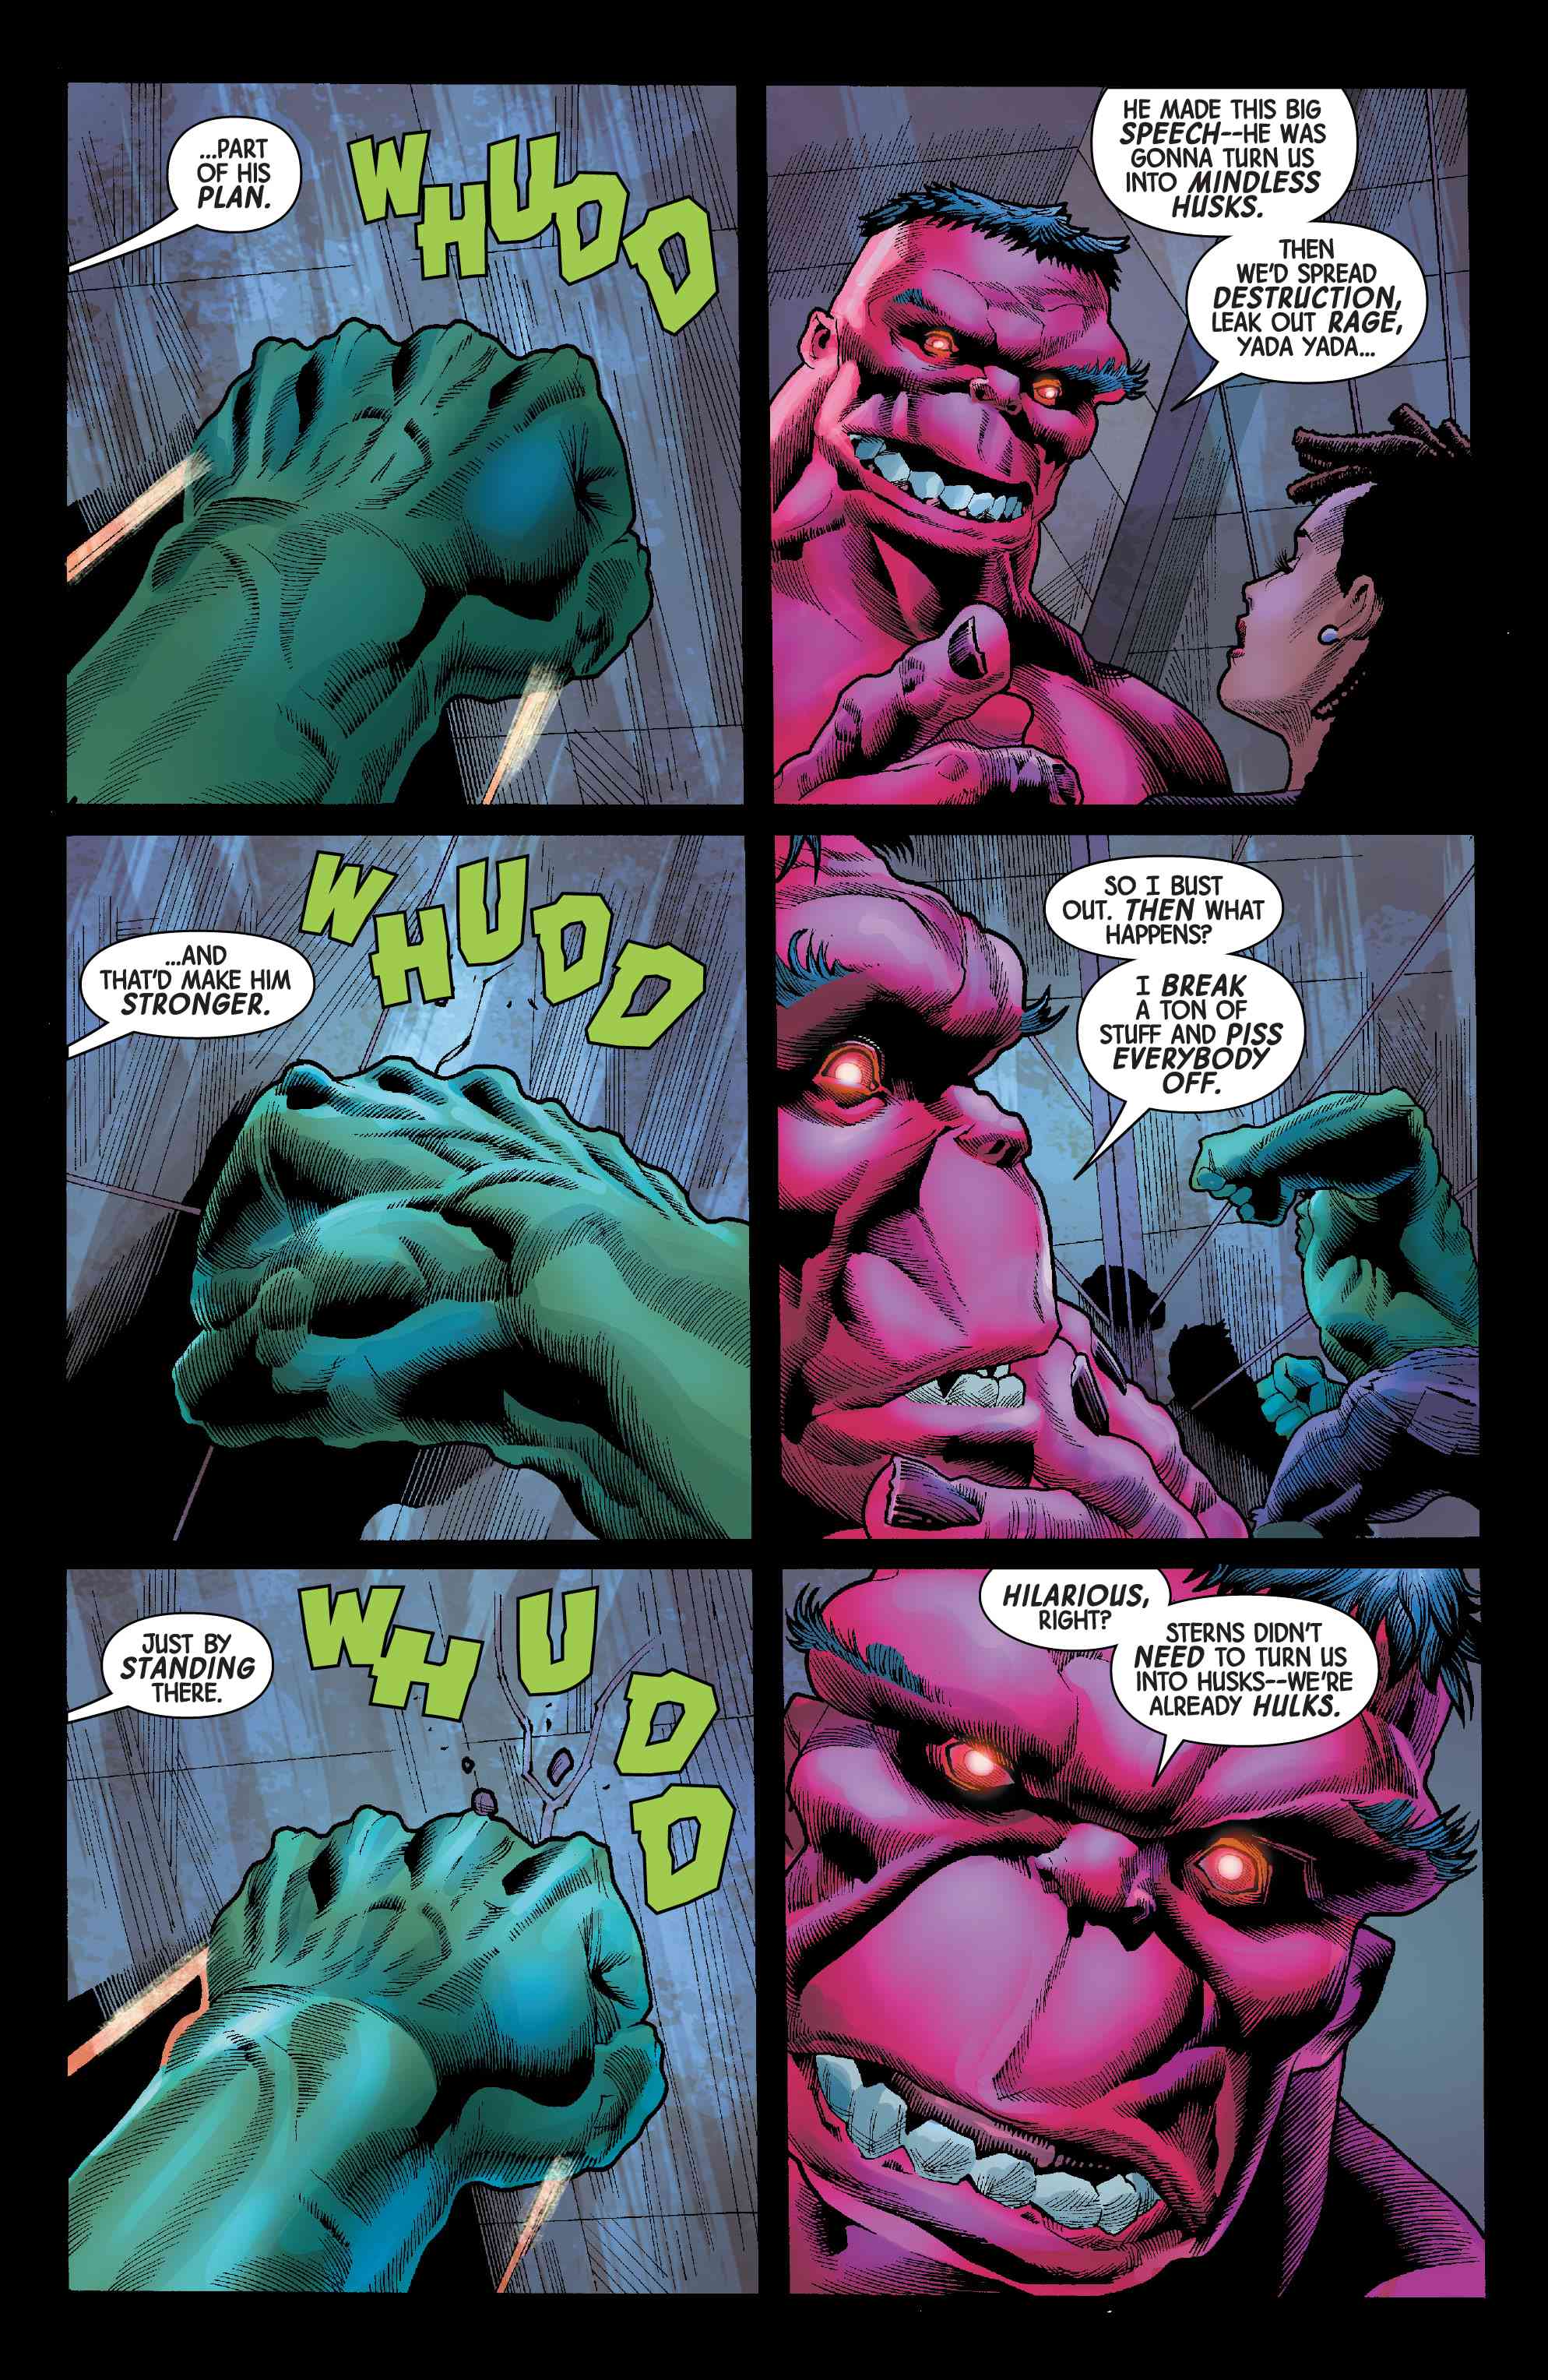 ...PART
OF HIS
PLAN.
WHUDD
HE MADE THIS BIG
SPEECH--HE WAS
GONNA TURN US
INTO MINDLESS
HUSKS.
THEN
WE'D SPREAD
DESTRUCTION,
LEAK OUT RAGE,
YADA YADA...
...AND
THAT'D MAKE HIM
STRONGER.
WHUDD
SO I BUST
OUT. THEN WHAT
HAPPENS?
I BREAK
A TON OF
STUFF AND PISS
EVERYBODY
OFF.
JUST BY
STANDING
THERE.
WHUDD
HILARIOUS,
RIGHT?
STERNS DIDN'T
NEED TO TURN US
INTO HUSKS--WE'RE
ALREADY HULKS.